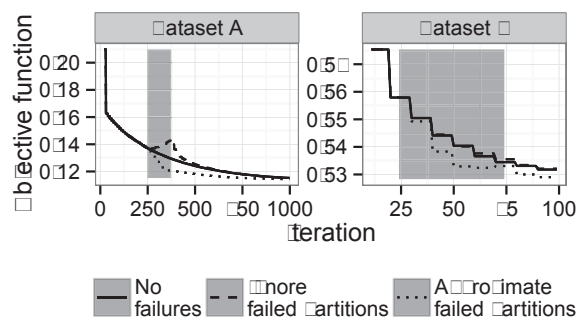 □ataset A
□ataset □
□b□ective function
0□20
0□18
0□16
0□14
0□12
0□5□
0□56
0□55
0□54
0□53
0 250 500 □50 1000
25 50 □5 100
□teration
No failures
□□nore failed □artitions
A□□ro□imate failed □artitions